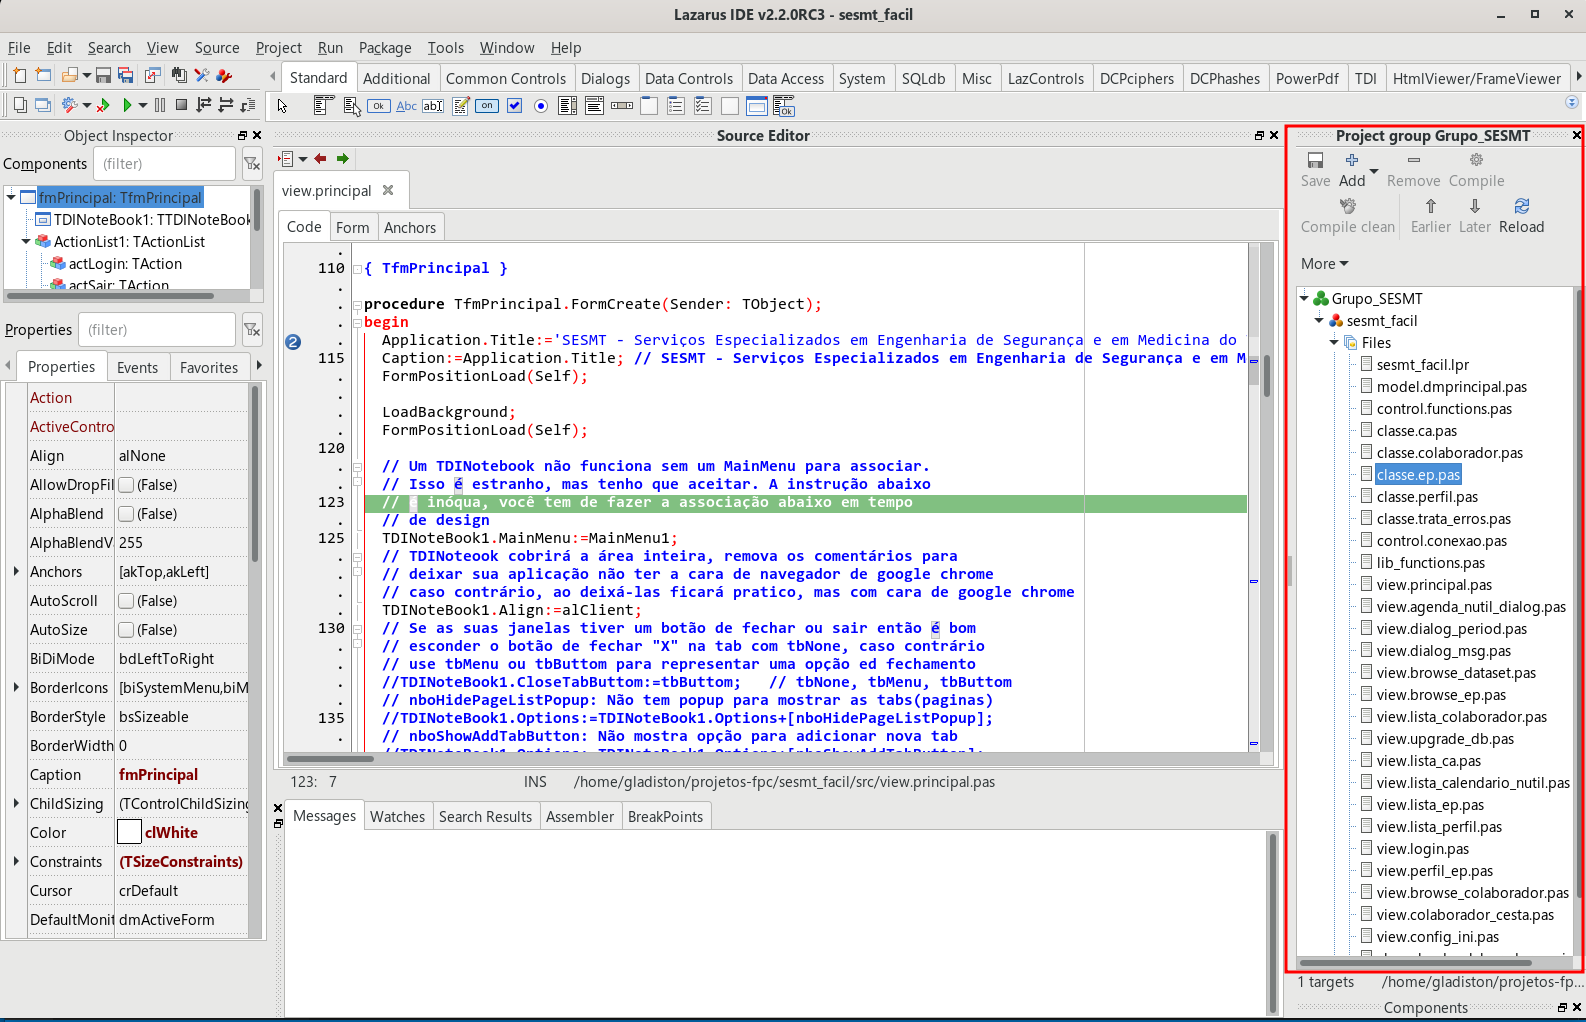 Lazarus IDE v2.2.0RC3 - sesmt_facil
File Edit Search View Source Project Run Package Tools Window Help
Standard Additional Common Controls Dialogs Data Controls Data Access System SQLdb Misc LazControls DCPciphers DCPhashes PowerPdf TDI HtmlViewer/FrameViewer
Ok Abc ab on Ok
Object Inspector
Components (filter)
fmPrincipal: TfmPrincipal
TDINoteBook1: TTDINoteBook
ActionList1: TActionList
actLogin: TAction
actSair: TAction
Properties (filter)
Properties Events Favorites
Action
ActiveContro
Align alNone
AllowDropFil (False)
AlphaBlend (False)
AlphaBlendV 255
Anchors [akTop,akLeft]
AutoScroll (False)
AutoSize (False)
BiDiMode bdLeftToRight
BorderIcons [biSystemMenu,biM
BorderStyle bsSizeable
BorderWidth 0
Caption fmPrincipal
ChildSizing (TControlChildSizing
Color clWhite
Constraints (TSizeConstraints)
Cursor crDefault
DefaultMonit dmActiveForm
Source Editor
view.principal
Code Form Anchors
110 { TfmPrincipal }
procedure TfmPrincipal.FormCreate(Sender: TObject);
begin
2 Application.Title:='SESMT - Serviços Especializados em Engenharia de Segurança e em Medicina do
115 Caption:=Application.Title; // SESMT - Serviços Especializados em Engenharia de Segurança e em M
FormPositionLoad(Self);
LoadBackground;
FormPositionLoad(Self);
120
// Um TDINotebook não funciona sem um MainMenu para associar.
// Isso é estranho, mas tenho que aceitar. A instrução abaixo
123 // é inóqua, você tem de fazer a associação abaixo em tempo
// de design
125 TDINoteBook1.MainMenu:=MainMenu1;
// TDINoteook cobrirá a área inteira, remova os comentários para
// deixar sua aplicação não ter a cara de navegador de google chrome
// caso contrário, ao deixá-las ficará pratico, mas com cara de google chrome
TDINoteBook1.Align:=alClient;
130 // Se as suas janelas tiver um botão de fechar ou sair então é bom
// esconder o botão de fechar "X" na tab com tbNone, caso contrário
// use tbMenu ou tbButtom para representar uma opção ed fechamento
//TDINoteBook1.CloseTabButtom:=tbButtom; // tbNone, tbMenu, tbButtom
// nboHidePageListPopup: Não tem popup para mostrar as tabs(paginas)
135 //TDINoteBook1.Options:=TDINoteBook1.Options+[nboHidePageListPopup];
// nboShowAddTabButton: Não mostra opção para adicionar nova tab
//TDINoteBook1.Options:=TDINoteBook1.Options+[nboShowAddTabButton];
123: 7 INS /home/gladiston/projetos-fpc/sesmt_facil/src/view.principal.pas
Messages Watches Search Results Assembler BreakPoints
Project group Grupo_SESMT
Save Add Remove Compile
Compile clean Earlier Later Reload
More
Grupo_SESMT
sesmt_facil
Files
sesmt_facil.lpr
model.dmprincipal.pas
control.functions.pas
classe.ca.pas
classe.colaborador.pas
classe.ep.pas
classe.perfil.pas
classe.trata_erros.pas
control.conexao.pas
lib_functions.pas
view.principal.pas
view.agenda_nutil_dialog.pas
view.dialog_period.pas
view.dialog_msg.pas
view.browse_dataset.pas
view.browse_ep.pas
view.lista_colaborador.pas
view.upgrade_db.pas
view.lista_ca.pas
view.lista_calendario_nutil.pas
view.lista_ep.pas
view.lista_perfil.pas
view.login.pas
view.perfil_ep.pas
view.browse_colaborador.pas
view.colaborador_cesta.pas
view.config_ini.pas
1 targets /home/gladiston/projetos-fp...
Components